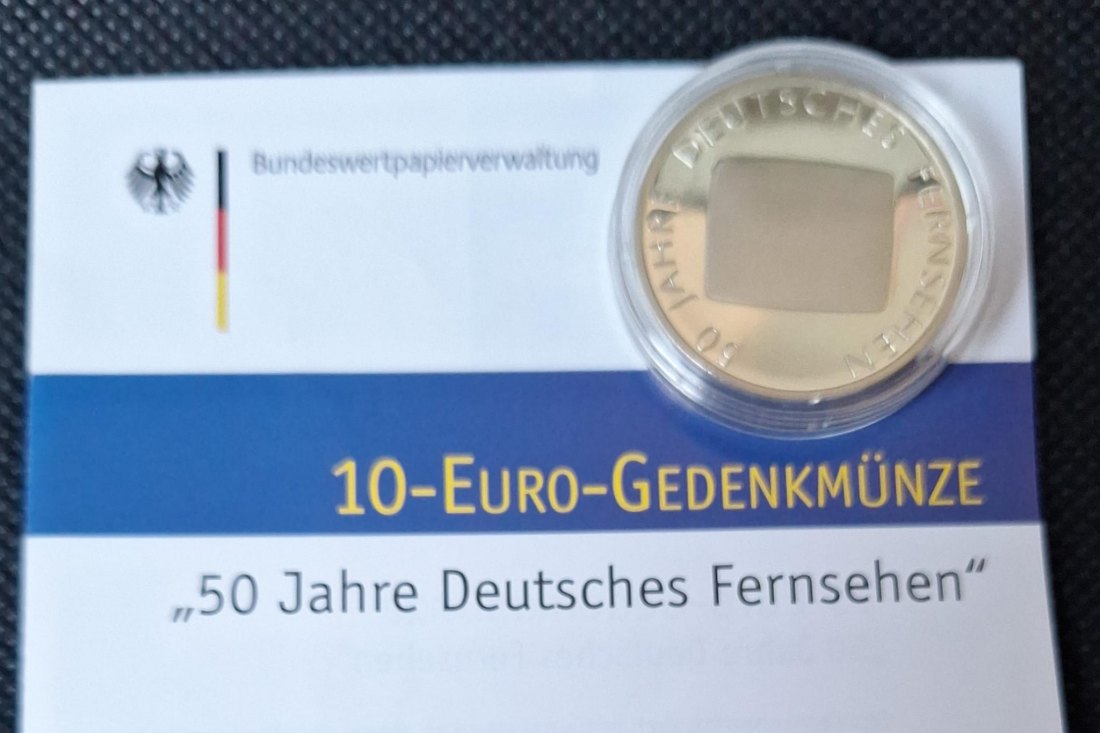 Bundeswertpapierverwaltung
50 JAHRE DEUTSCHES FERNSEHEN
10-EURO-GEDENKMÜNZE
„50 Jahre Deutsches Fernsehen“